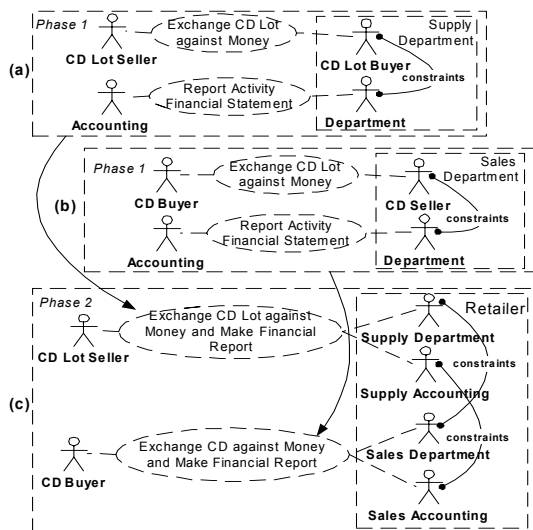 Phase 1
Exchange CD Lot
against Money
Supply
Department
CD Lot Seller
CD Lot Buyer
(a)
constraints
Report Activity
Financial Statement
Accounting
Department
Phase 1
Exchange CD Lot
against Money
Sales
Department
CD Buyer
CD Seller
(b)
constraints
Report Activity
Financial Statement
Accounting
Department
Phase 2
Exchange CD Lot against
Money and Make Financial
Report
Retailer
CD Lot Seller
Supply Department
constraints
Supply Accounting
(c)
Exchange CD against Money
and Make Financial Report
constraints
Sales Department
CD Buyer
Sales Accounting